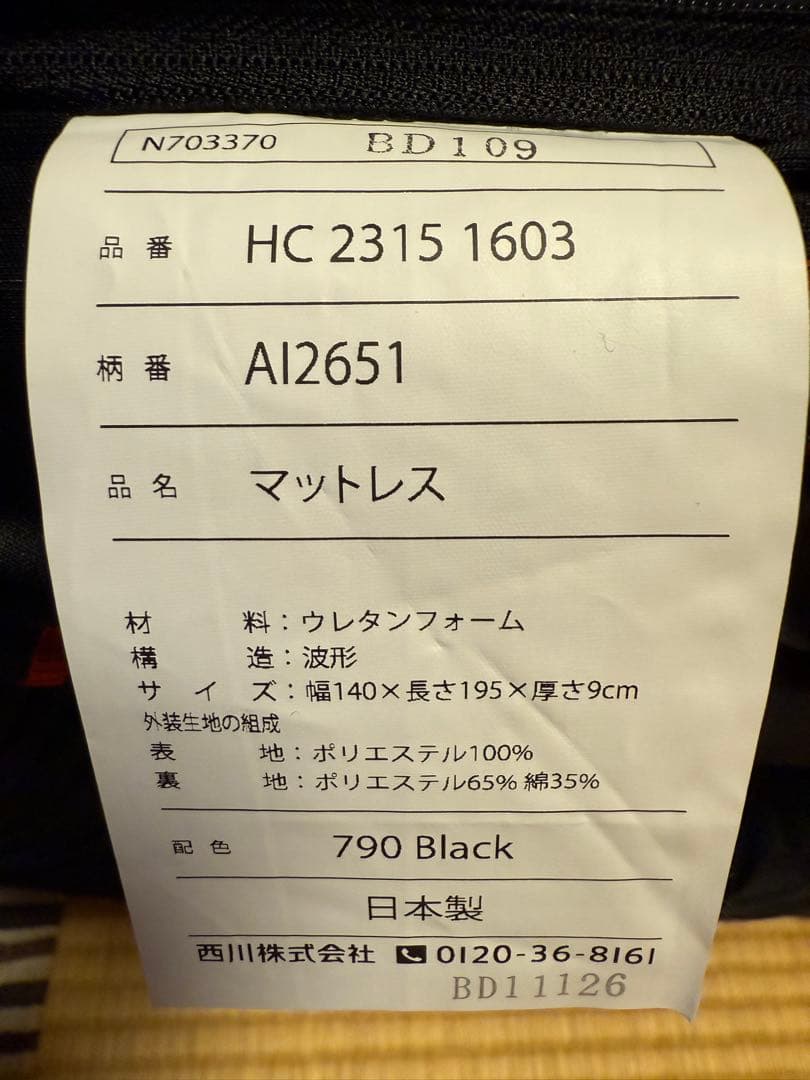 N703370 BD109
品番 HC 2315 1603
柄番 AI2651
品名 マットレス
材料：ウレタンフォーム
構造：波形
サイズ：幅140×長さ195×厚さ9cm
外装生地の組成
表地：ポリエステル100%
裏地：ポリエステル65% 綿35%
配色 790 Black
日本製
西川株式会社 0120-36-8161
BD11126